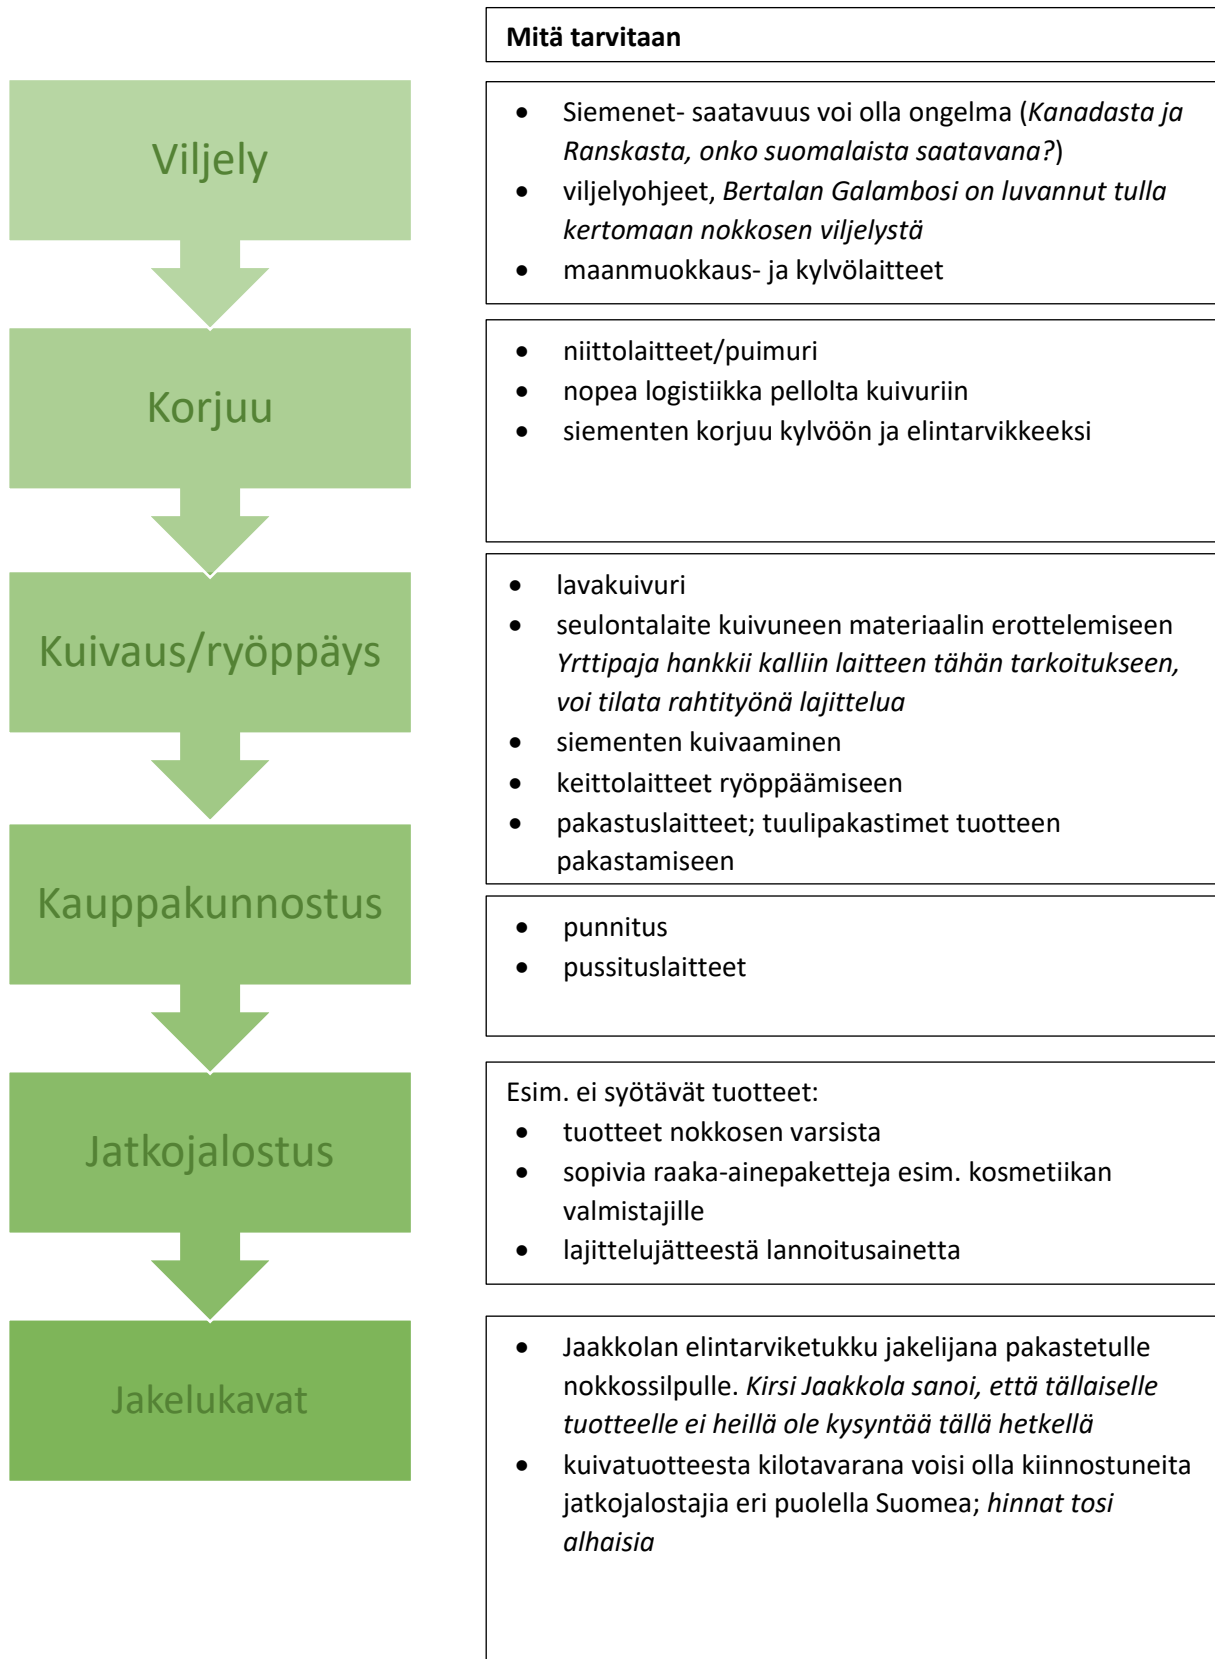 Mitä tarvitaan
Viljely
• Siemenet- saatavuus voi olla ongelma (Kanadasta ja
Ranskasta, onko suomalaista saatavana?)
• viljelyohjeet, Bertalan Galambosi on luvannut tulla
kertomaan nokkosen viljelystä
• maanmuokkaus- ja kylvölaitteet
Korjuu
• niittolaitteet/puimuri
• nopea logistiikka pellolta kuivuriin
• siementen korjuu kylvöön ja elintarvikkeeksi
Kuivaus/ryöppäys
• lavakuivuri
• seulontalaite kuivuneen materiaalin erottelemiseen
Yrttipaja hankkii kalliin laitteen tähän tarkoitukseen,
voi tilata rahtityönä lajittelua
• siementen kuivaaminen
• keittolaitteet ryöppäämiseen
• pakastuslaitteet; tuulipakastimet tuotteen
pakastamiseen
Kauppakunnostus
• punnitus
• pussituslaitteet
Jatkojalostus
Esim. ei syötävät tuotteet:
• tuotteet nokkosen varsista
• sopivia raaka-ainepaketteja esim. kosmetiikan
valmistajille
• lajittelujätteestä lannoitusainetta
Jakelukavat
• Jaakkolan elintarviketukku jakelijana pakastetulle
nokkossilpulle. Kirsi Jaakkola sanoi, että tällaiselle
tuotteelle ei heillä ole kysyntää tällä hetkellä
• kuivatuotteesta kilotavarana voisi olla kiinnostuneita
jatkojalostajia eri puolella Suomea; hinnat tosi
alhaisia